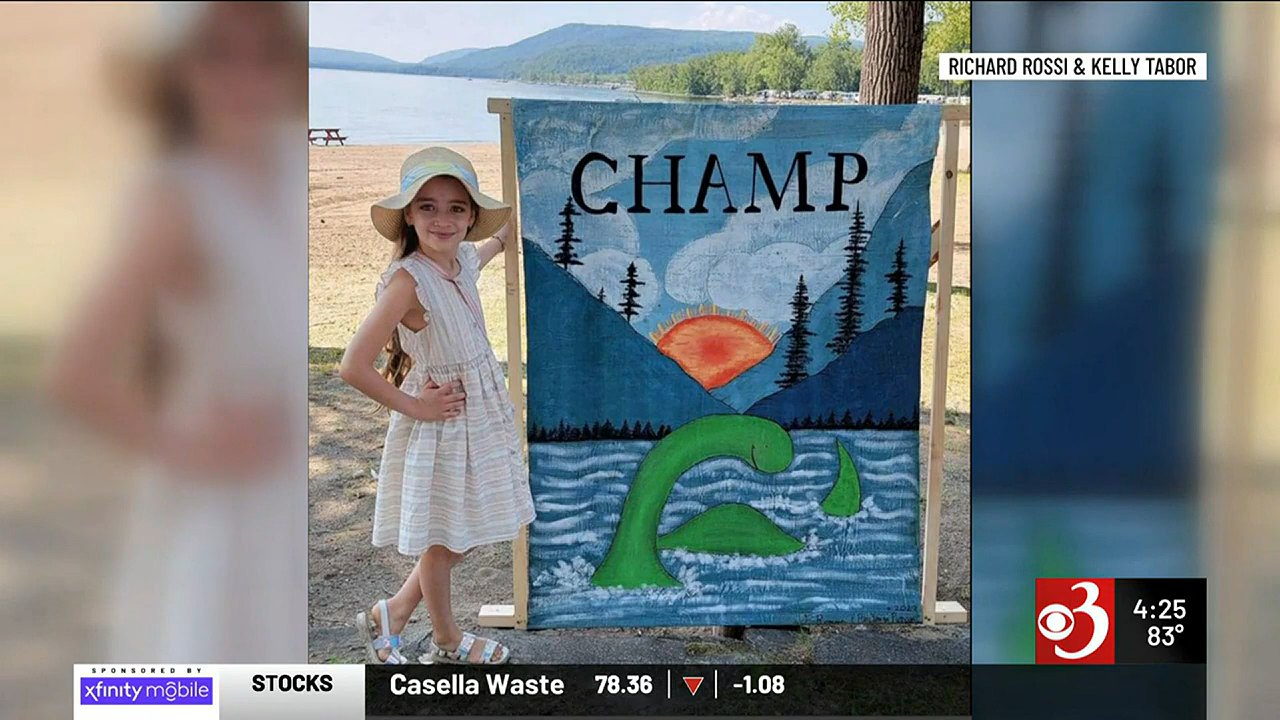 RICHARD ROSSI & KELLY TABOR
CHAMP
3
4:25
83°
SPONSORED BY
xfinity mobile
STOCKS
Casella Waste 78.36 -1.08